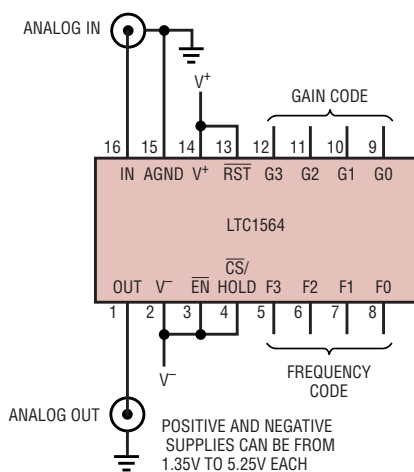 ANALOG IN
V+
GAIN CODE
16 15 14 13 12 11 10 9
IN AGND V+ RST G3 G2 G1 G0
LTC1564
CS/
OUT V– EN HOLD F3 F2 F1 F0
1 2 3 4 5 6 7 8
V–
FREQUENCY
CODE
ANALOG OUT
POSITIVE AND NEGATIVE
SUPPLIES CAN BE FROM
1.35V TO 5.25V EACH